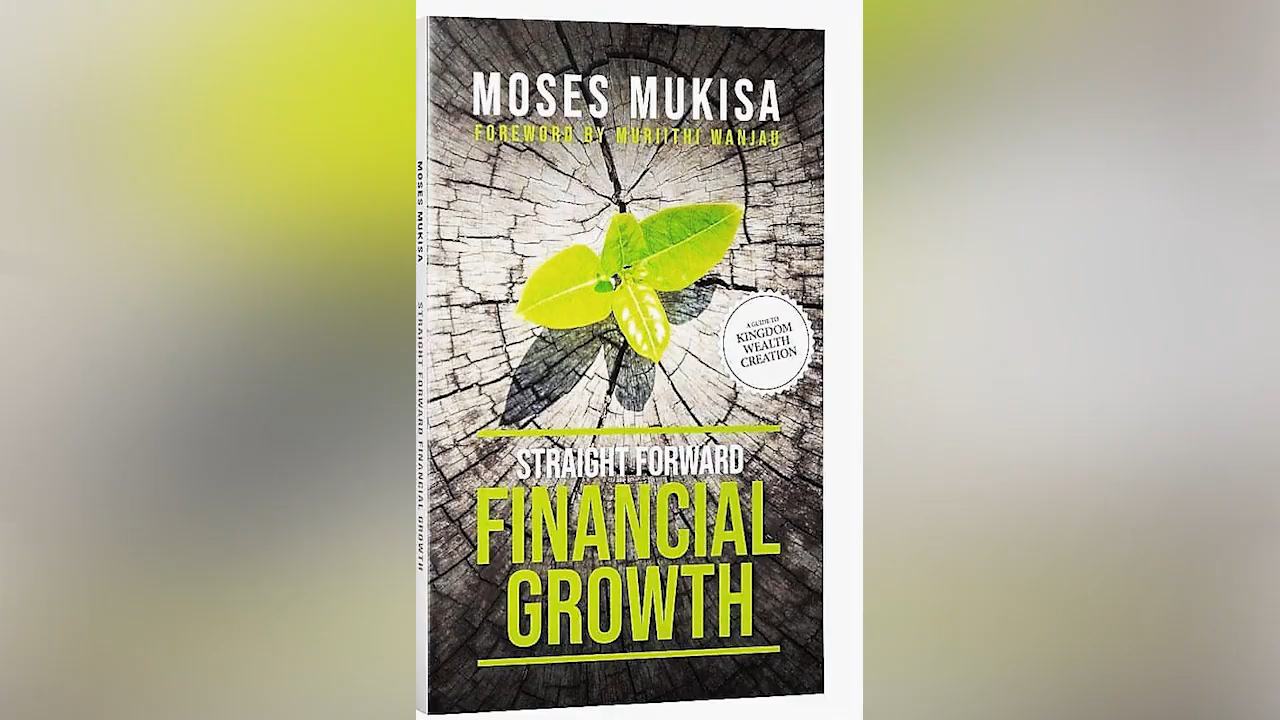 MOSES MUKISA
FOREWORD BY MURIITHI WANJAU
A GUIDE TO
KINGDOM
WEALTH
CREATION
STRAIGHT FORWARD
FINANCIAL
GROWTH
MOSES MUKISA STRAIGHT FORWARD FINANCIAL GROWTH